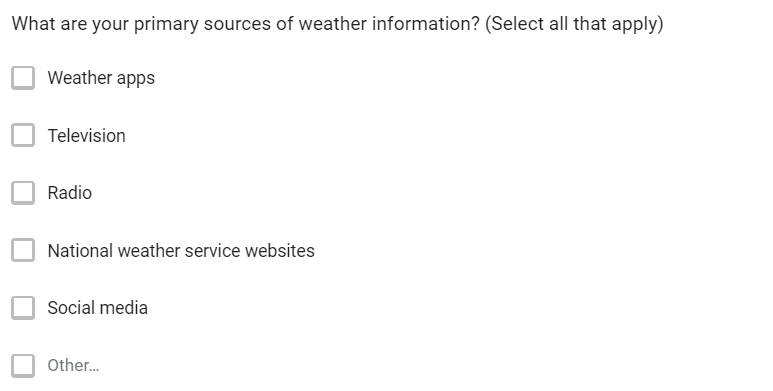 What are your primary sources of weather information? (Select all that apply)
Weather apps
Television
Radio
National weather service websites
Social media
Other...